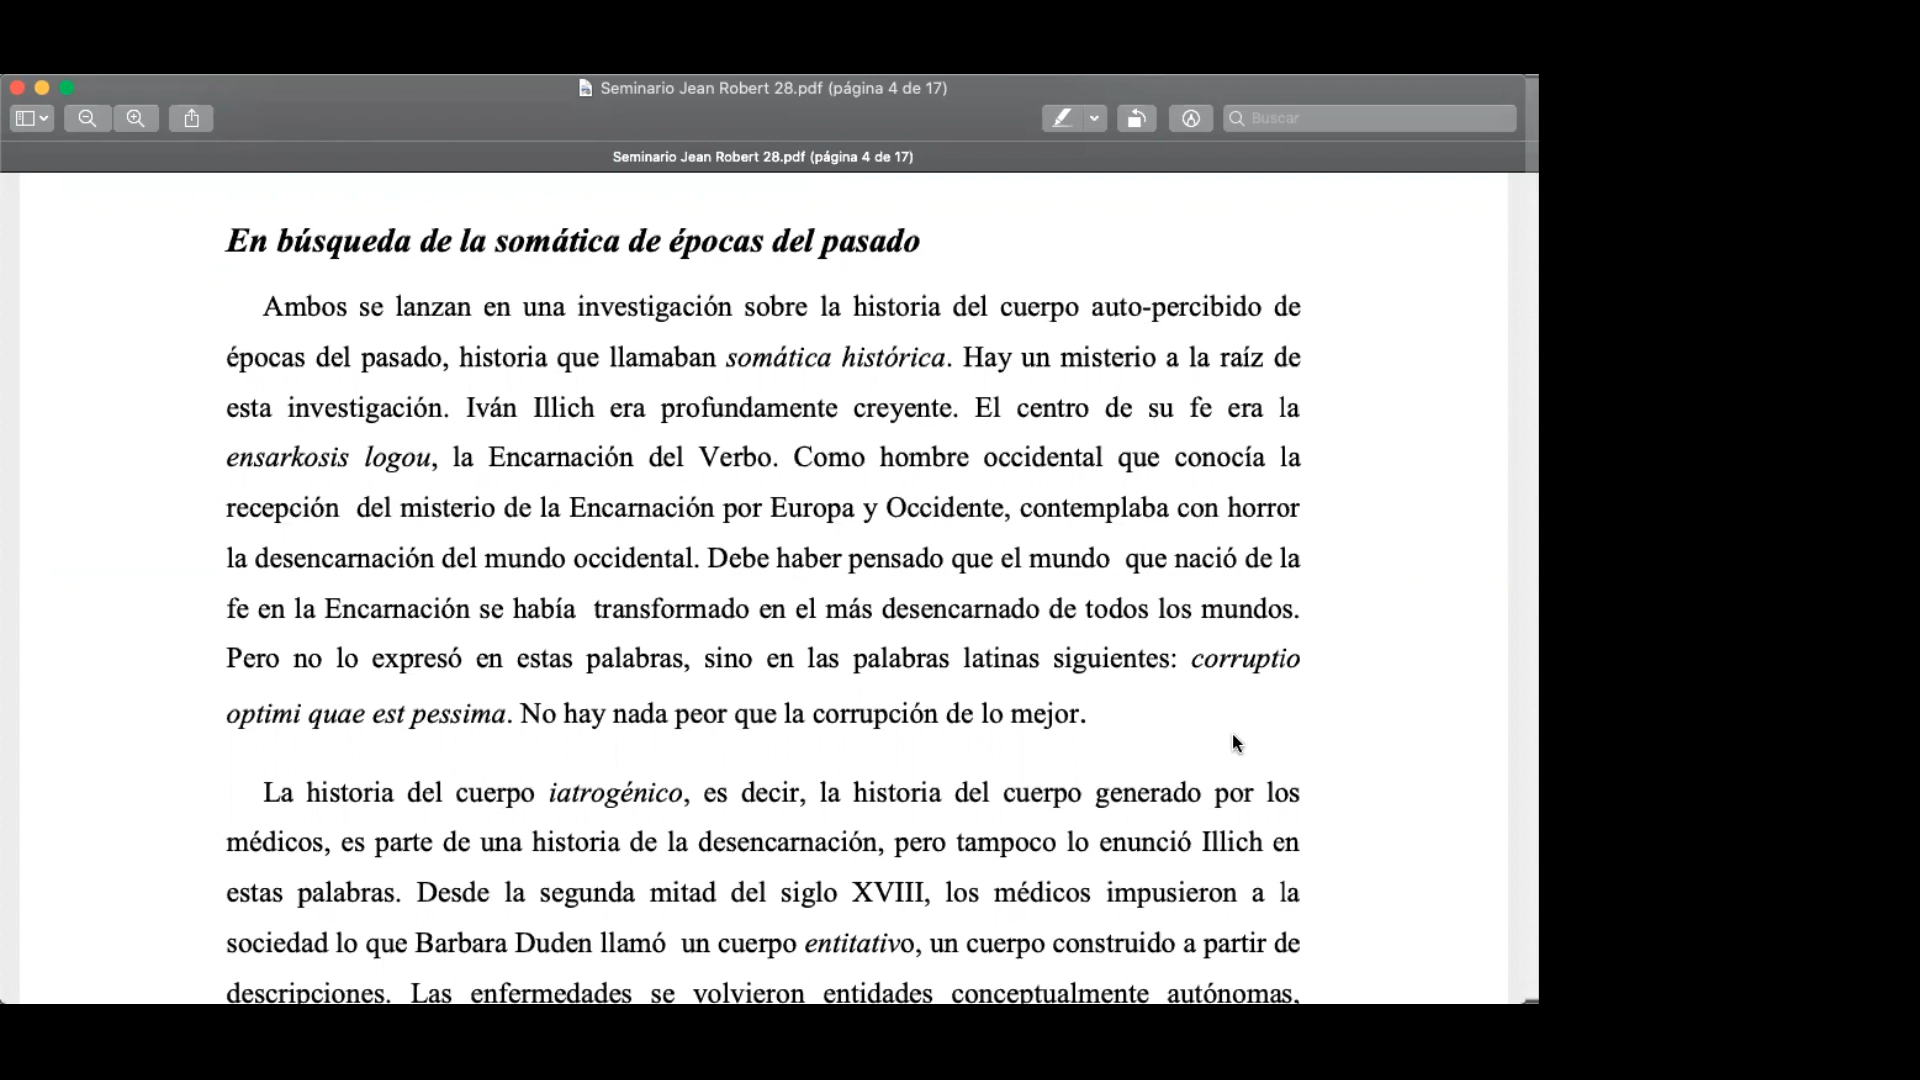 Seminario Jean Robert 28.pdf (página 4 de 17)
Buscar
Seminario Jean Robert 28.pdf (página 4 de 17)
En búsqueda de la somática de épocas del pasado
Ambos se lanzan en una investigación sobre la historia del cuerpo auto-percibido de
épocas del pasado, historia que llamaban somática histórica. Hay un misterio a la raíz de
esta investigación. Iván Illich era profundamente creyente. El centro de su fe era la
ensarkosis logou, la Encarnación del Verbo. Como hombre occidental que conocía la
recepción del misterio de la Encarnación por Europa y Occidente, contemplaba con horror
la desencarnación del mundo occidental. Debe haber pensado que el mundo que nació de la
fe en la Encarnación se había transformado en el más desencarnado de todos los mundos.
Pero no lo expresó en estas palabras, sino en las palabras latinas siguientes: corruptio
optimi quae est pessima. No hay nada peor que la corrupción de lo mejor.
La historia del cuerpo iatrogénico, es decir, la historia del cuerpo generado por los
médicos, es parte de una historia de la desencarnación, pero tampoco lo enunció Illich en
estas palabras. Desde la segunda mitad del siglo XVIII, los médicos impusieron a la
sociedad lo que Barbara Duden llamó un cuerpo entitativo, un cuerpo construido a partir de
descripciones. Las enfermedades se volvieron entidades conceptualmente autónomas,